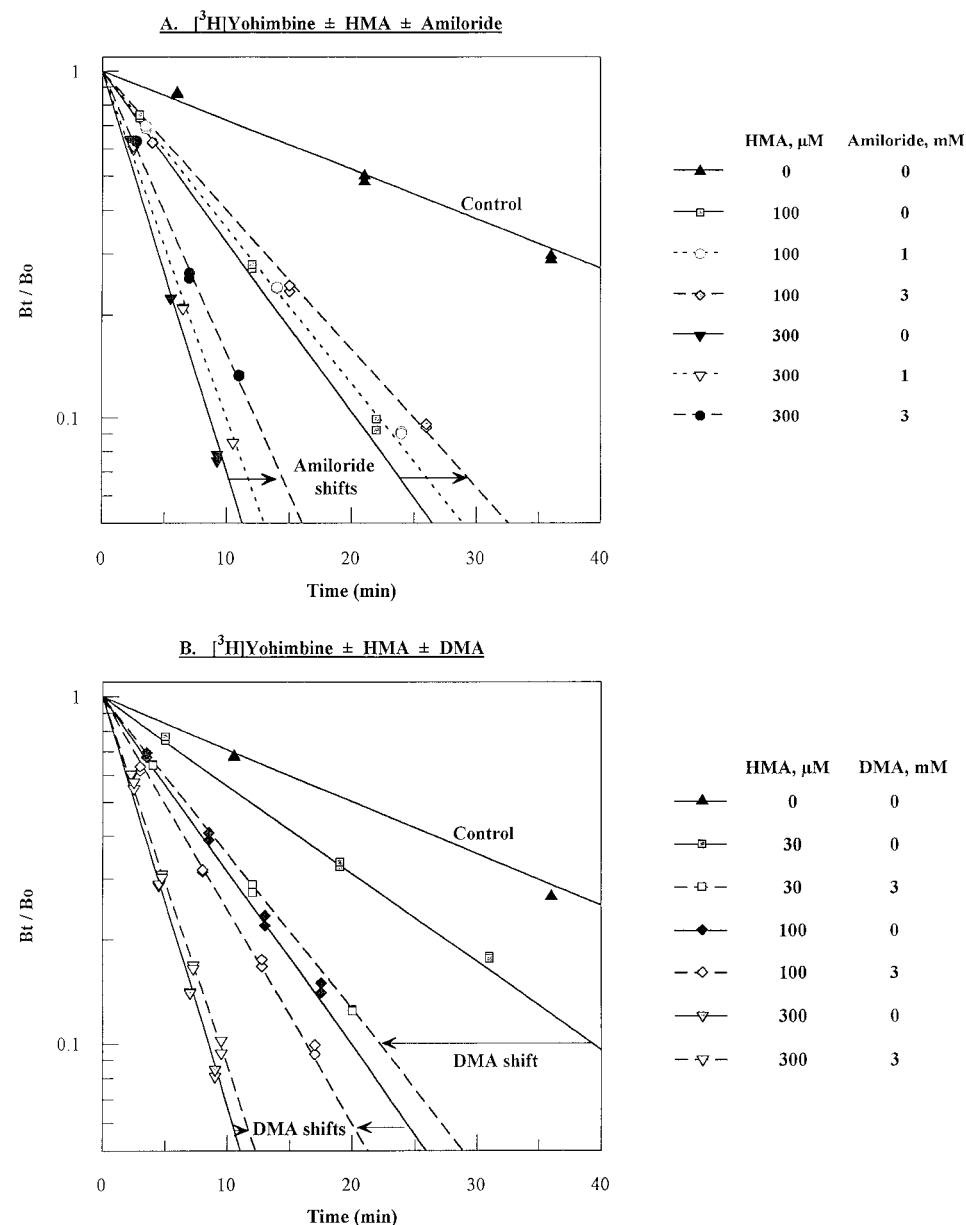 A. [³H]Yohimbine ± HMA ± Amiloride
1
0.1
Bt / Bo
Control
Amiloride
shifts
0 10 20 30 40
Time (min)
HMA, µM Amiloride, mM
0 0
100 0
100 1
100 3
300 0
300 1
300 3
B. [³H]Yohimbine ± HMA ± DMA
1
0.1
Bt / Bo
Control
DMA shift
DMA shifts
0 10 20 30 40
Time (min)
HMA, µM DMA, mM
0 0
30 0
30 3
100 0
100 3
300 0
300 3